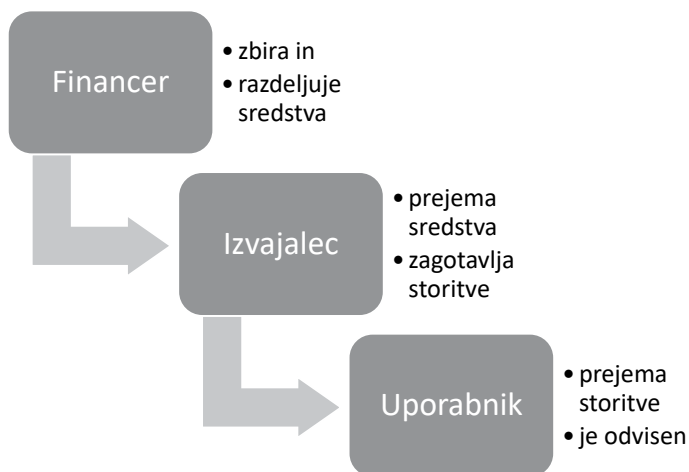 Financer
• zbira in
• razdeljuje
sredstva
Izvajalec
• prejema
sredstva
• zagotavlja
storitve
Uporabnik
• prejema
storitve
• je odvisen